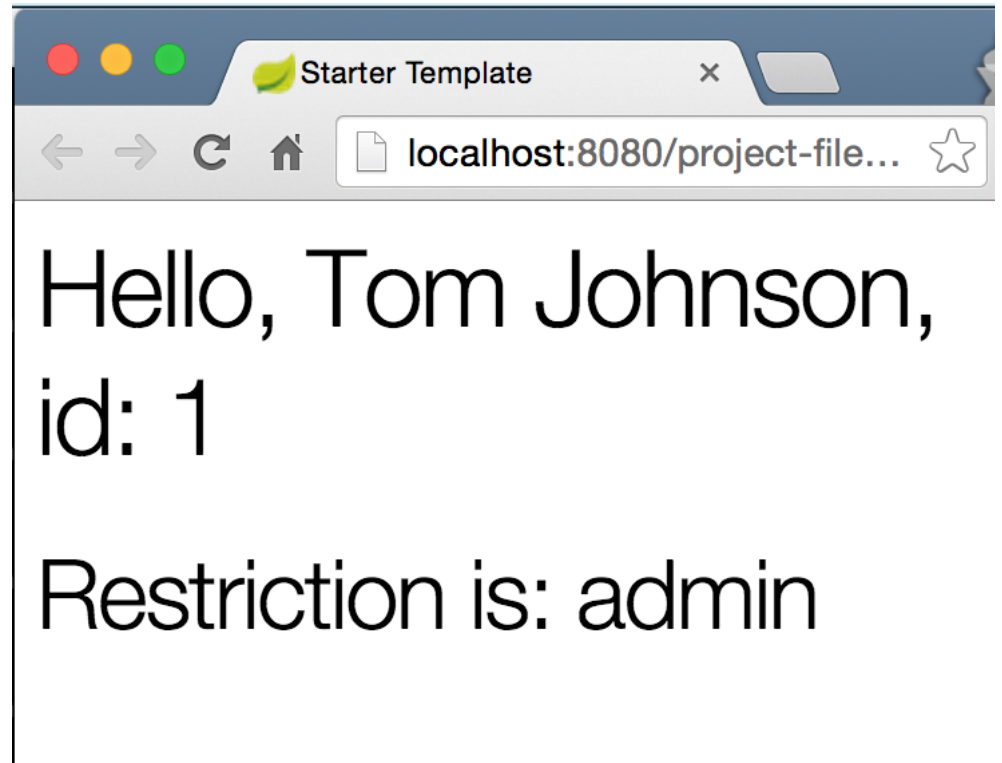 Starter Template
localhost:8080/project-file...
Hello, Tom Johnson,
id: 1
Restriction is: admin